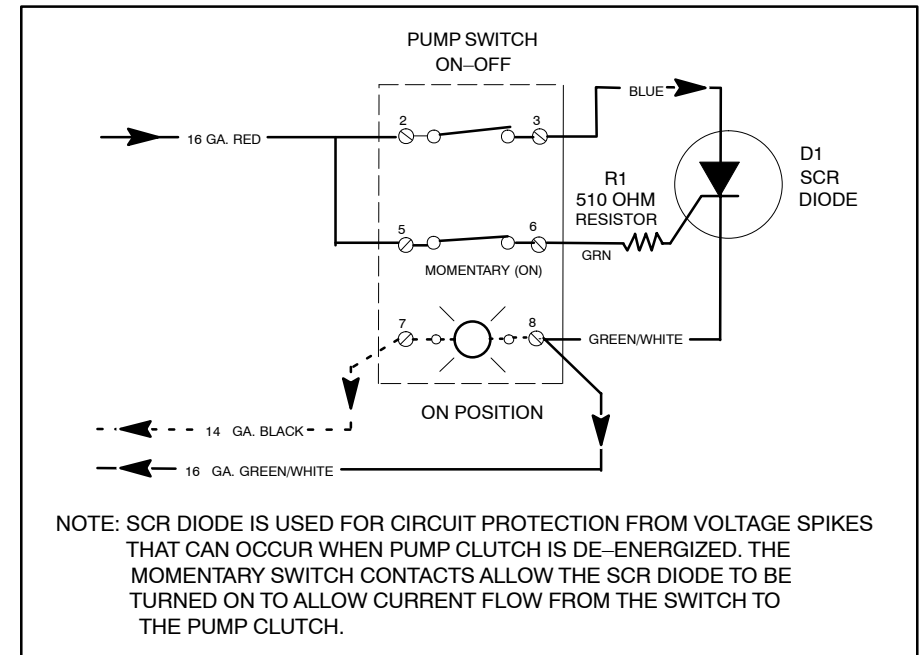 PUMP SWITCH
ON–OFF
BLUE
2
3
16 GA. RED
D1
SCR
DIODE
R1
510 OHM
RESISTOR
5
6
GRN
MOMENTARY (ON)
7
8
GREEN/WHITE
ON POSITION
14 GA. BLACK
16 GA. GREEN/WHITE
NOTE: SCR DIODE IS USED FOR CIRCUIT PROTECTION FROM VOLTAGE SPIKES
THAT CAN OCCUR WHEN PUMP CLUTCH IS DE–ENERGIZED. THE
MOMENTARY SWITCH CONTACTS ALLOW THE SCR DIODE TO BE
TURNED ON TO ALLOW CURRENT FLOW FROM THE SWITCH TO
THE PUMP CLUTCH.